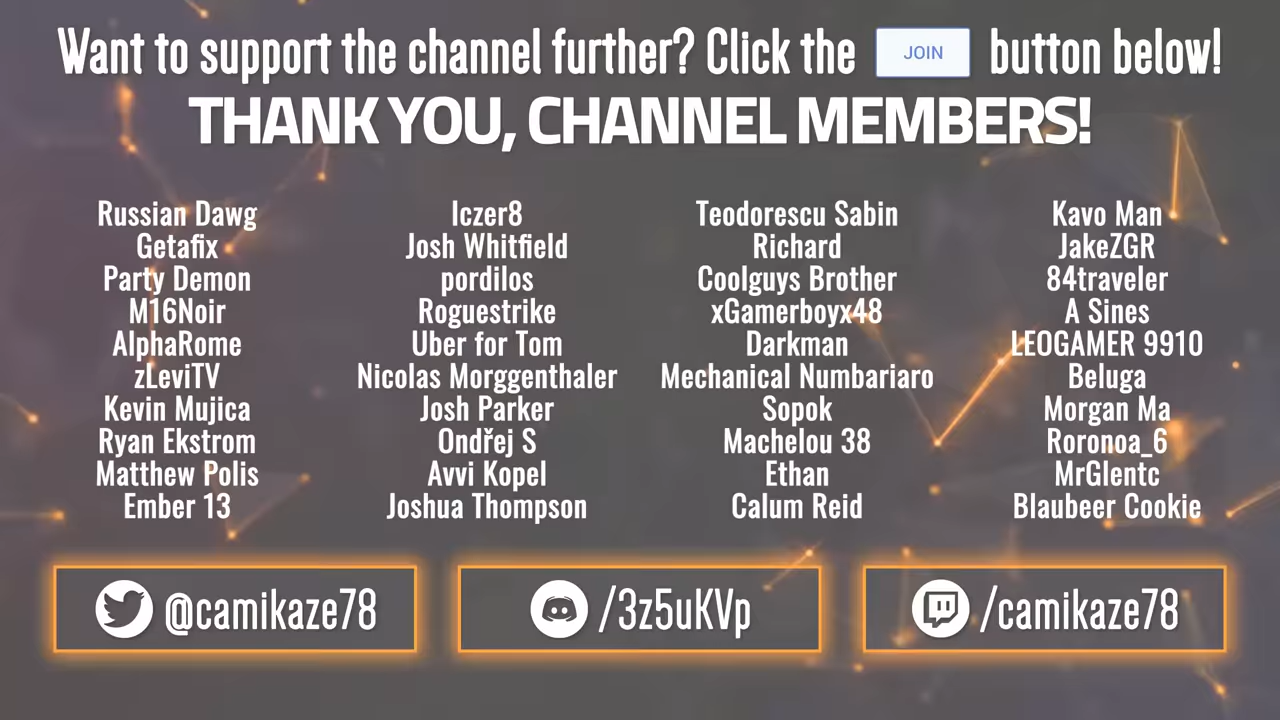 Want to support the channel further? Click the JOIN button below!
THANK YOU, CHANNEL MEMBERS!
Russian Dawg
Getafix
Party Demon
M16Noir
AlphaRome
zLeviTV
Kevin Mujica
Ryan Ekstrom
Matthew Polis
Ember 13
Iczer8
Josh Whitfield
pordilos
Roguestrike
Uber for Tom
Nicolas Morggenthaler
Josh Parker
Ondřej S
Avvi Kopel
Joshua Thompson
Teodorescu Sabin
Richard
Coolguys Brother
xGamerboyx48
Darkman
Mechanical Numbariaro
Sopok
Machelou 38
Ethan
Calum Reid
Kavo Man
JakeZGR
84traveler
A Sines
LEOGAMER 9910
Beluga
Morgan Ma
Roronoa_6
MrGlentc
Blaubeer Cookie
@camikaze78
/3z5uKVp
/camikaze78